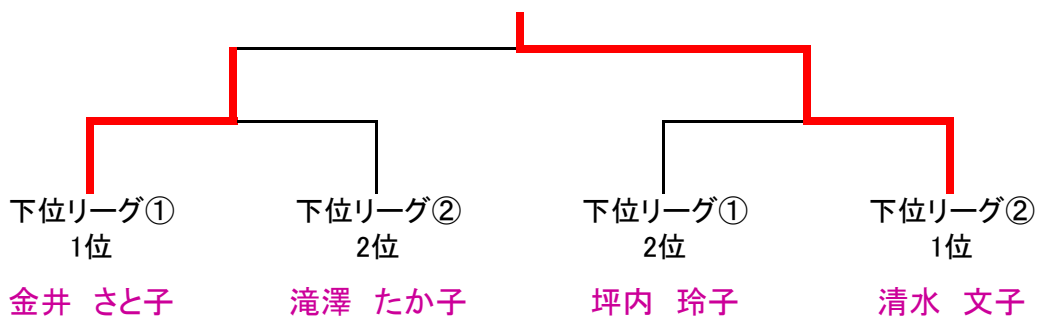 下位リーグ① 下位リーグ② 下位リーグ① 下位リーグ②
1位 2位 2位 1位
金井 さと子 滝澤 たか子 坪内 玲子 清水 文子